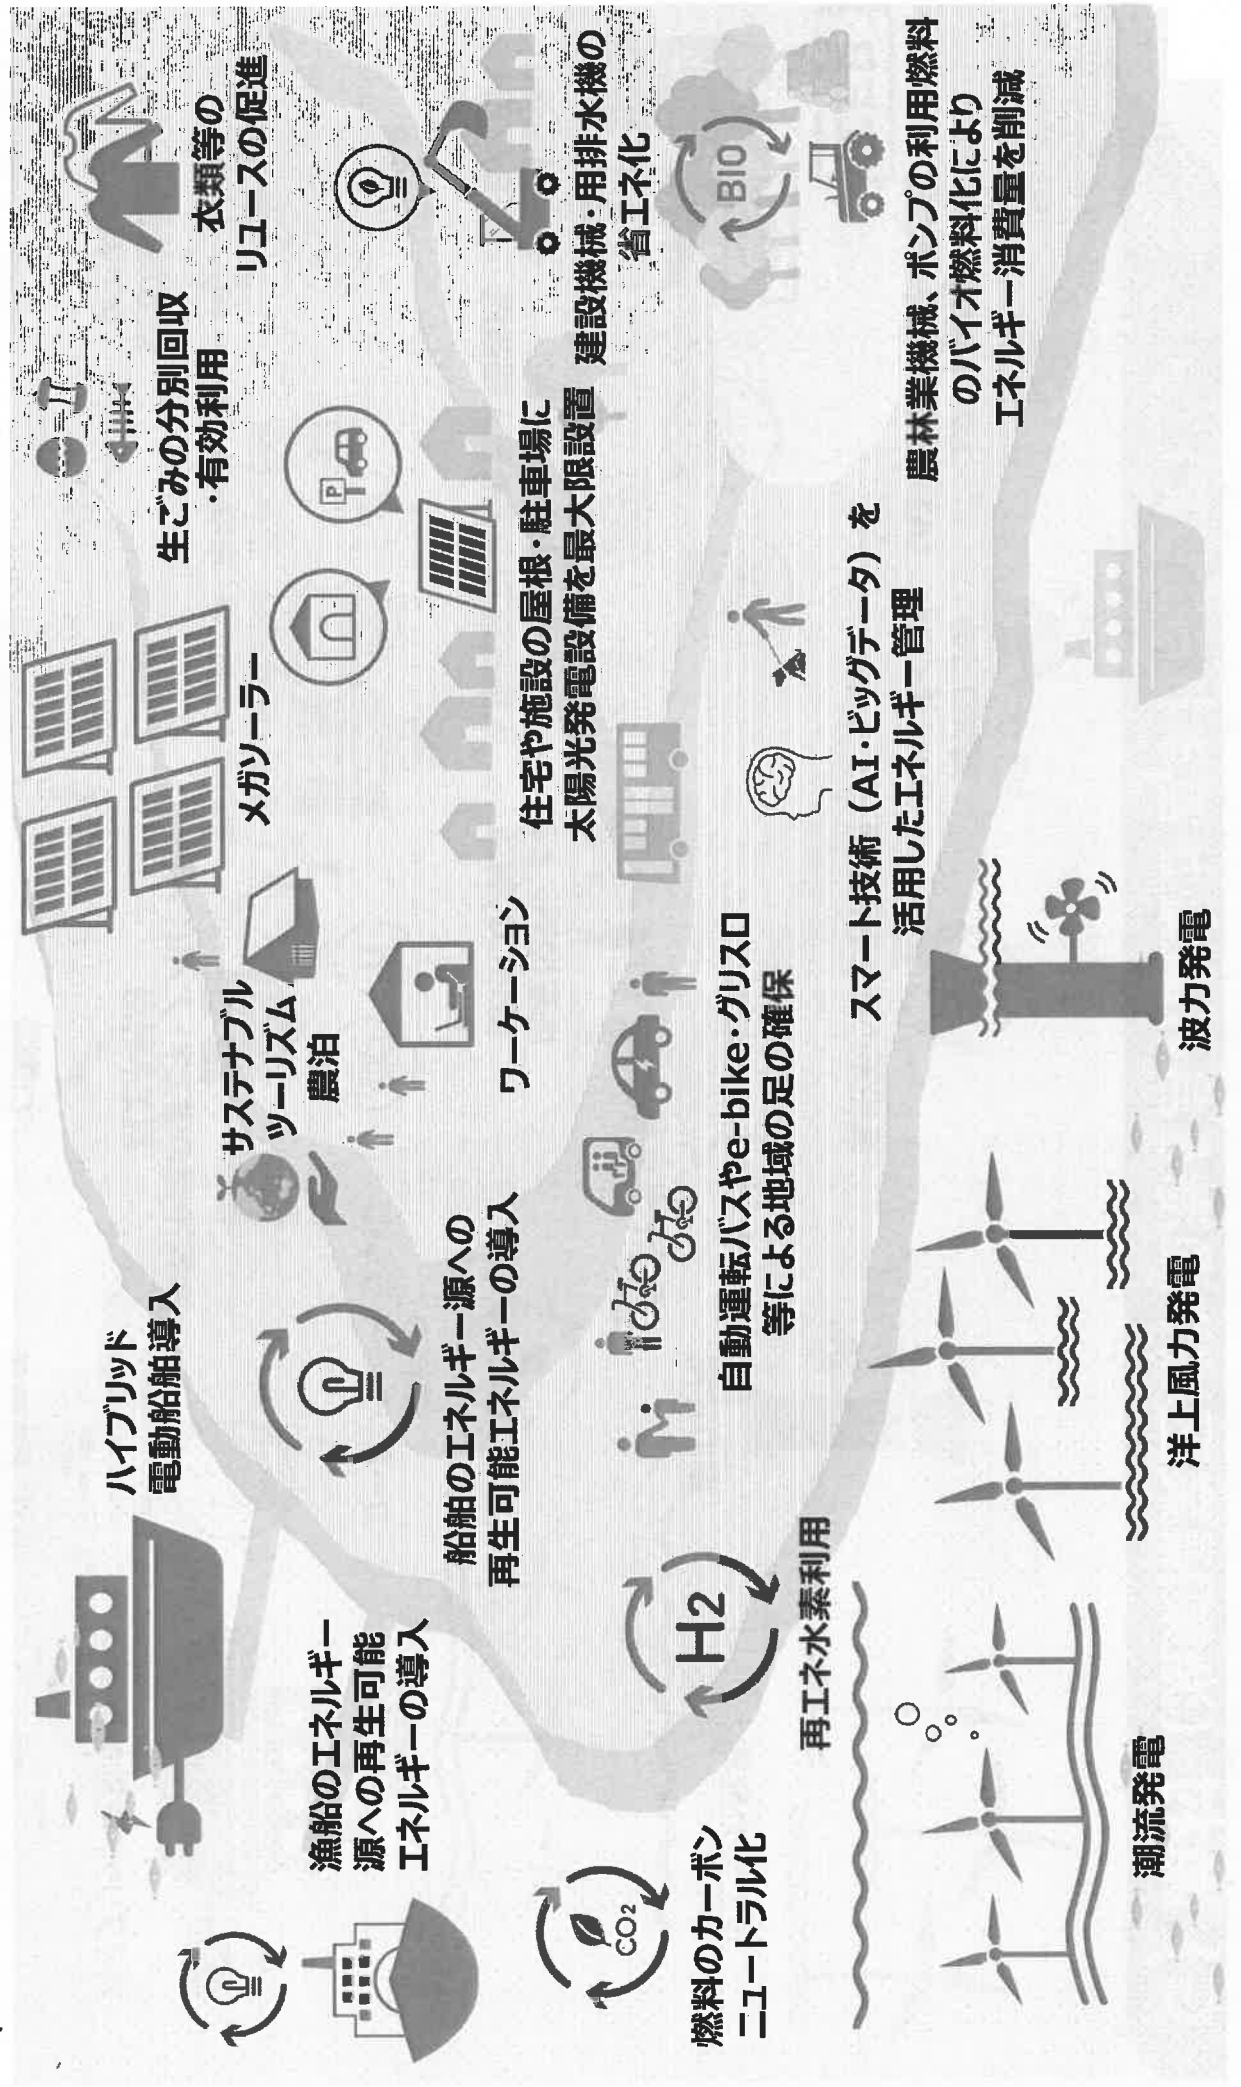 ハイブリッド
電動船舶導入
漁船のエネルギー
源への再生可能
エネルギーの導入
船舶のエネルギー源への
再生可能エネルギーの導入
サステナブル
ツーリズム
農泊
ワーケーション
メガソーラー
生ごみの分別回収
・有効利用
衣類等の
リユースの促進
P
住宅や施設の屋根・駐車場に
太陽光発電設備を最大限設置
建設機械・用排水機の
省エネ化
CO2
燃料のカーボン
ニュートラル化
H2
再エネ水素利用
自動運転バスやe-bike・グリスロ
等による地域の足の確保
スマート技術（AI・ビッグデータ）を
活用したエネルギー管理
BIO
農林業機械、ポンプの利用燃料
のバイオ燃料化により
エネルギー消費量を削減
潮流発電
洋上風力発電
波力発電